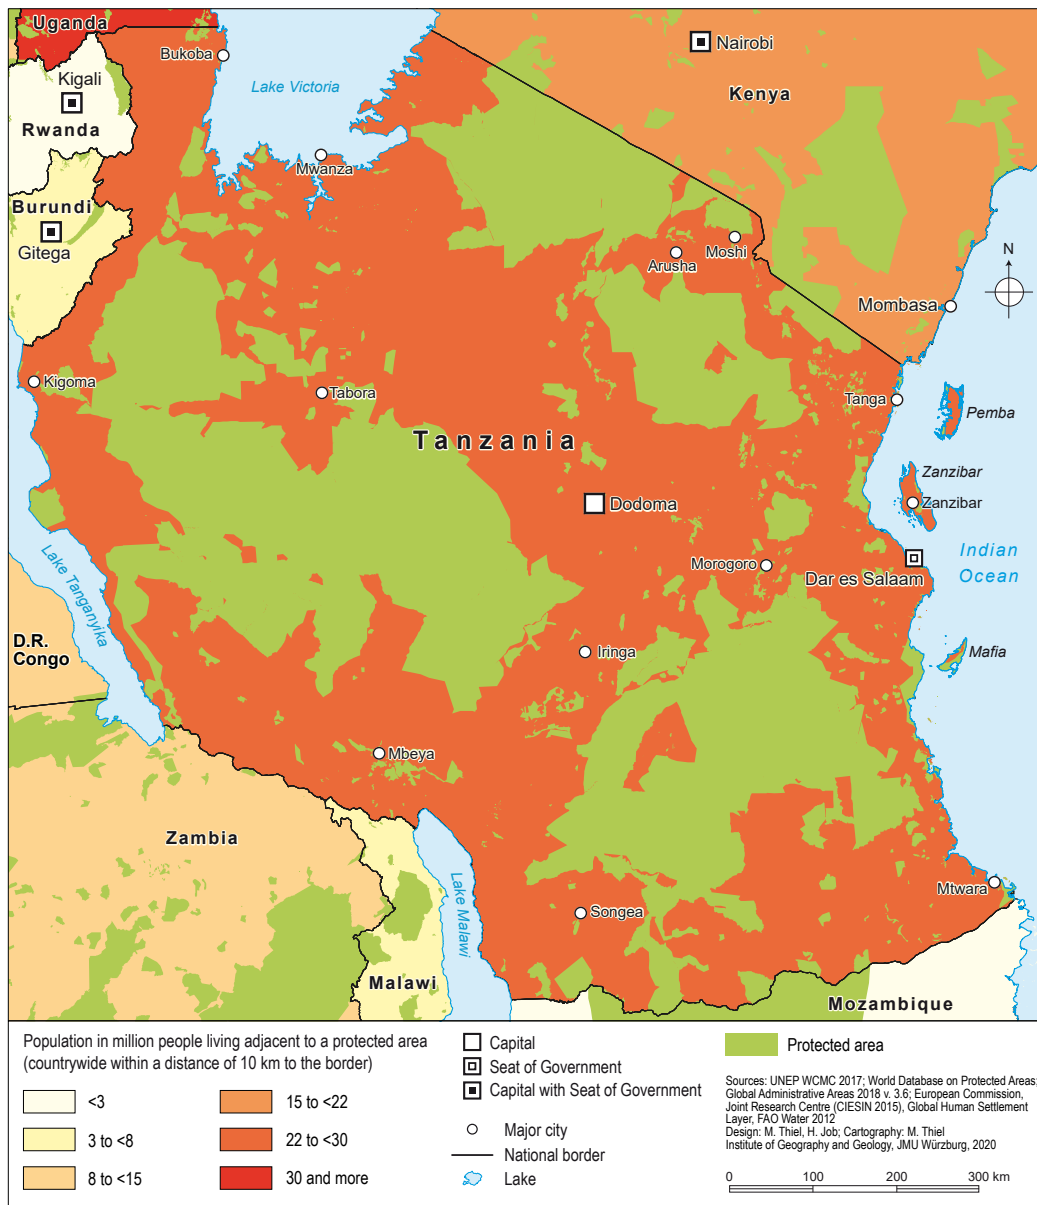 Uganda
Bukoba
Nairobi
Kigali
Lake Victoria
Kenya
Rwanda
Mwanza
Burundi
Gitega
Moshi
Arusha
N
Mombasa
Kigoma
Tabora
Tanga
Pemba
Tanzania
Zanzibar
Zanzibar
Dodoma
Indian
Ocean
Morogoro
Dar es Salaam
Lake Tanganyika
D.R.
Congo
Iringa
Mafia
Mbeya
Zambia
Lake Malawi
Mtwara
Songea
Malawi
Mozambique
Population in million people living adjacent to a protected area
(countrywide within a distance of 10 km to the border)
<3
3 to <8
8 to <15
15 to <22
22 to <30
30 and more
Capital
Seat of Government
Capital with Seat of Government
Major city
National border
Lake
Protected area
Sources: UNEP WCMC 2017; World Database on Protected Areas;
Global Administrative Areas 2018 v. 3.6; European Commission,
Joint Research Centre (CIESIN 2015), Global Human Settlement
Layer, FAO Water 2012
Design: M. Thiel, H. Job; Cartography: M. Thiel
Institute of Geography and Geology, JMU Würzburg, 2020
0 100 200 300 km